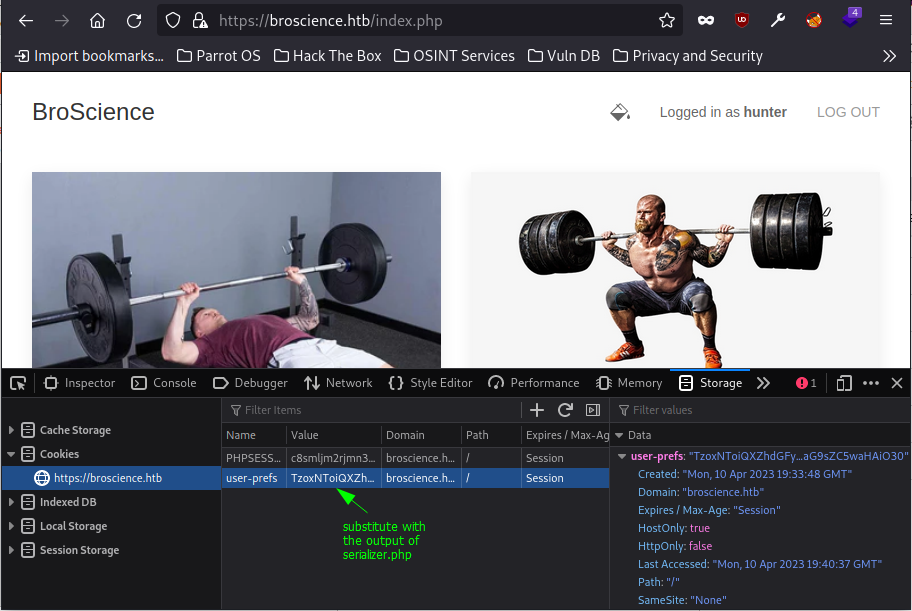 https://broscience.htb/index.php
4
Import bookmarks... Parrot OS Hack The Box OSINT Services Vuln DB Privacy and Security
BroScience
Logged in as hunter LOG OUT
Inspector Console Debugger Network Style Editor Performance Memory Storage 1
Filter Items
Filter values
Name Value Domain Path Expires / Max-Ag
Data
Cache Storage
Cookies
https://broscience.htb
Indexed DB
Local Storage
Session Storage
PHPSESS... c8smljm2rjmn3... broscience.h... / Session
user-prefs TzoxNToiQXZh... broscience.h... / Session
substitute with
the output of
serializer.php
user-prefs: "TzoxNToiQXZhdGFy...aG9sZC5waHAiO30"
Created: "Mon, 10 Apr 2023 19:33:48 GMT"
Domain: "broscience.htb"
Expires / Max-Age: "Session"
HostOnly: true
HttpOnly: false
Last Accessed: "Mon, 10 Apr 2023 19:40:37 GMT"
Path: "/"
SameSite: "None"